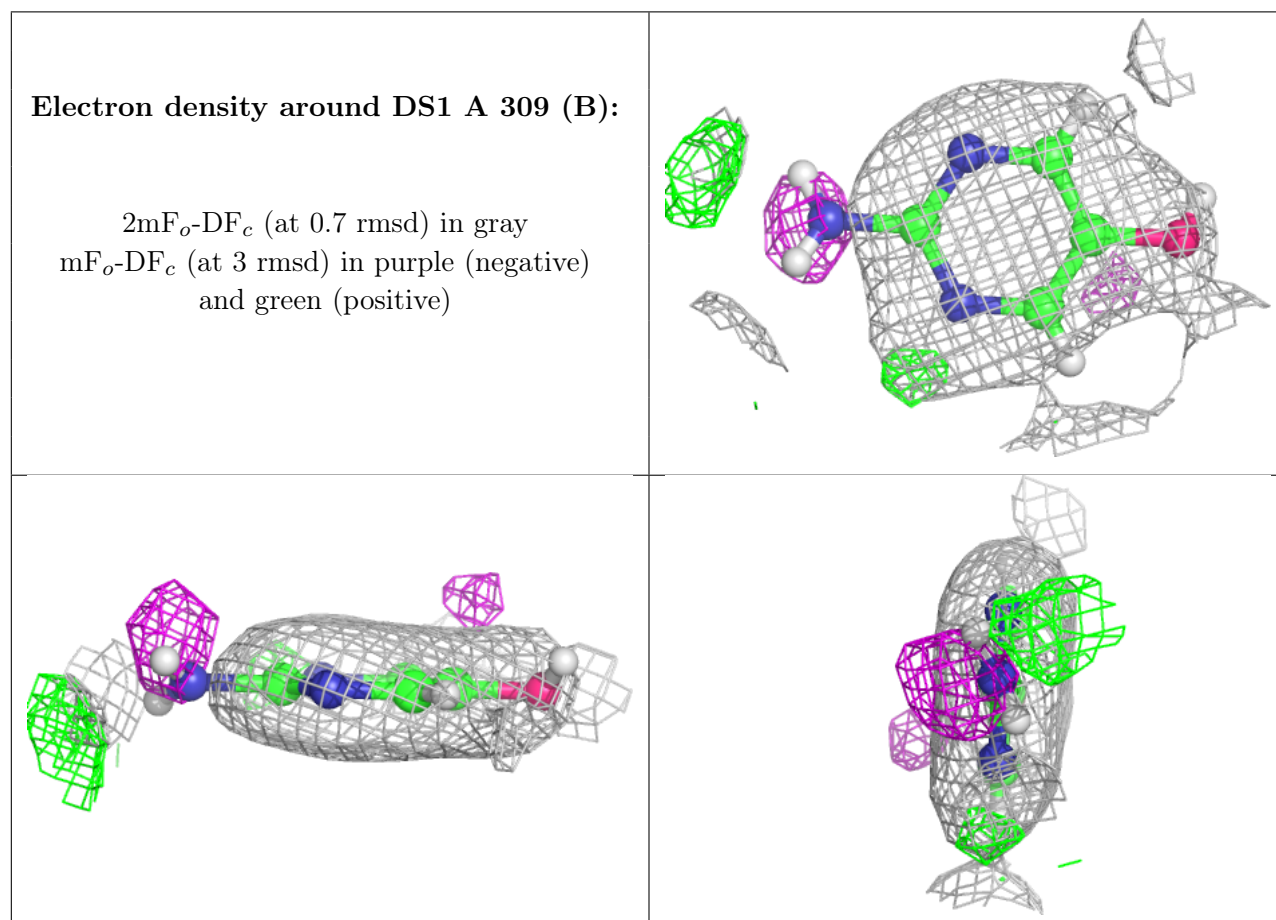 Electron density around DS1 A 309 (B):
2mFₒ-DF𝑐 (at 0.7 rmsd) in gray
mFₒ-DF𝑐 (at 3 rmsd) in purple (negative)
and green (positive)